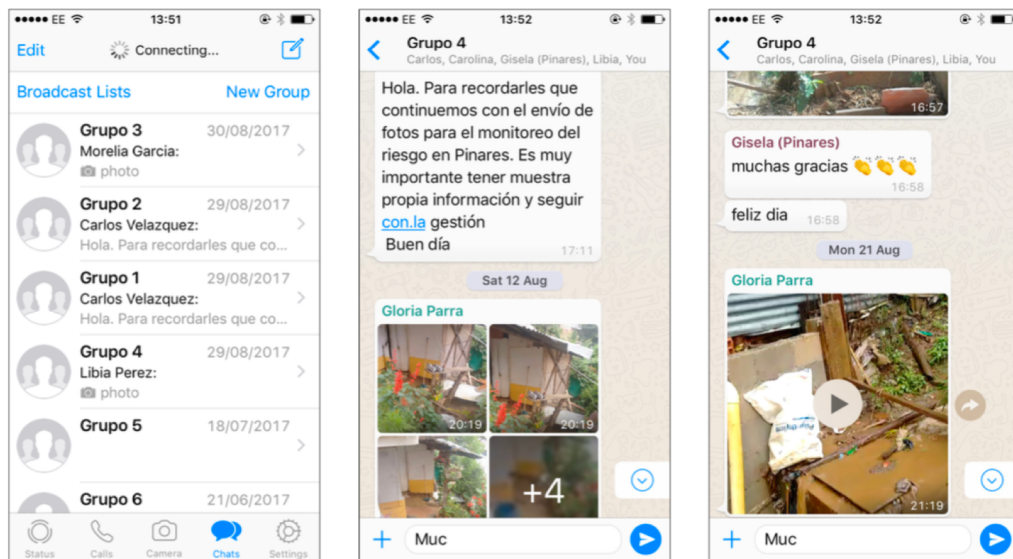 EE 13:51
Edit Connecting...
Broadcast Lists New Group
Grupo 3 30/08/2017
Morelia Garcia:
photo
Grupo 2 29/08/2017
Carlos Velazquez:
Hola. Para recordarles que co...
Grupo 1 29/08/2017
Carlos Velazquez:
Hola. Para recordarles que co...
Grupo 4 29/08/2017
Libia Perez:
photo
Grupo 5 18/07/2017
Grupo 6 21/06/2017
Status Calls Camera Chats Settings
EE 13:52
Grupo 4
Carlos, Carolina, Gisela (Pinares), Libia, You
Hola. Para recordarles que
continuemos con el envío de
fotos para el monitoreo del
riesgo en Pinares. Es muy
importante tener muestra
propia información y seguir
con.la gestión
Buen día
17:11
Sat 12 Aug
Gloria Parra
20:19 20:19
+4
Muc
EE 13:52
Grupo 4
Carlos, Carolina, Gisela (Pinares), Libia, You
16:57
Gisela (Pinares)
muchas gracias 👏👏👏
16:58
feliz dia 16:58
Mon 21 Aug
Gloria Parra
21:19
Muc